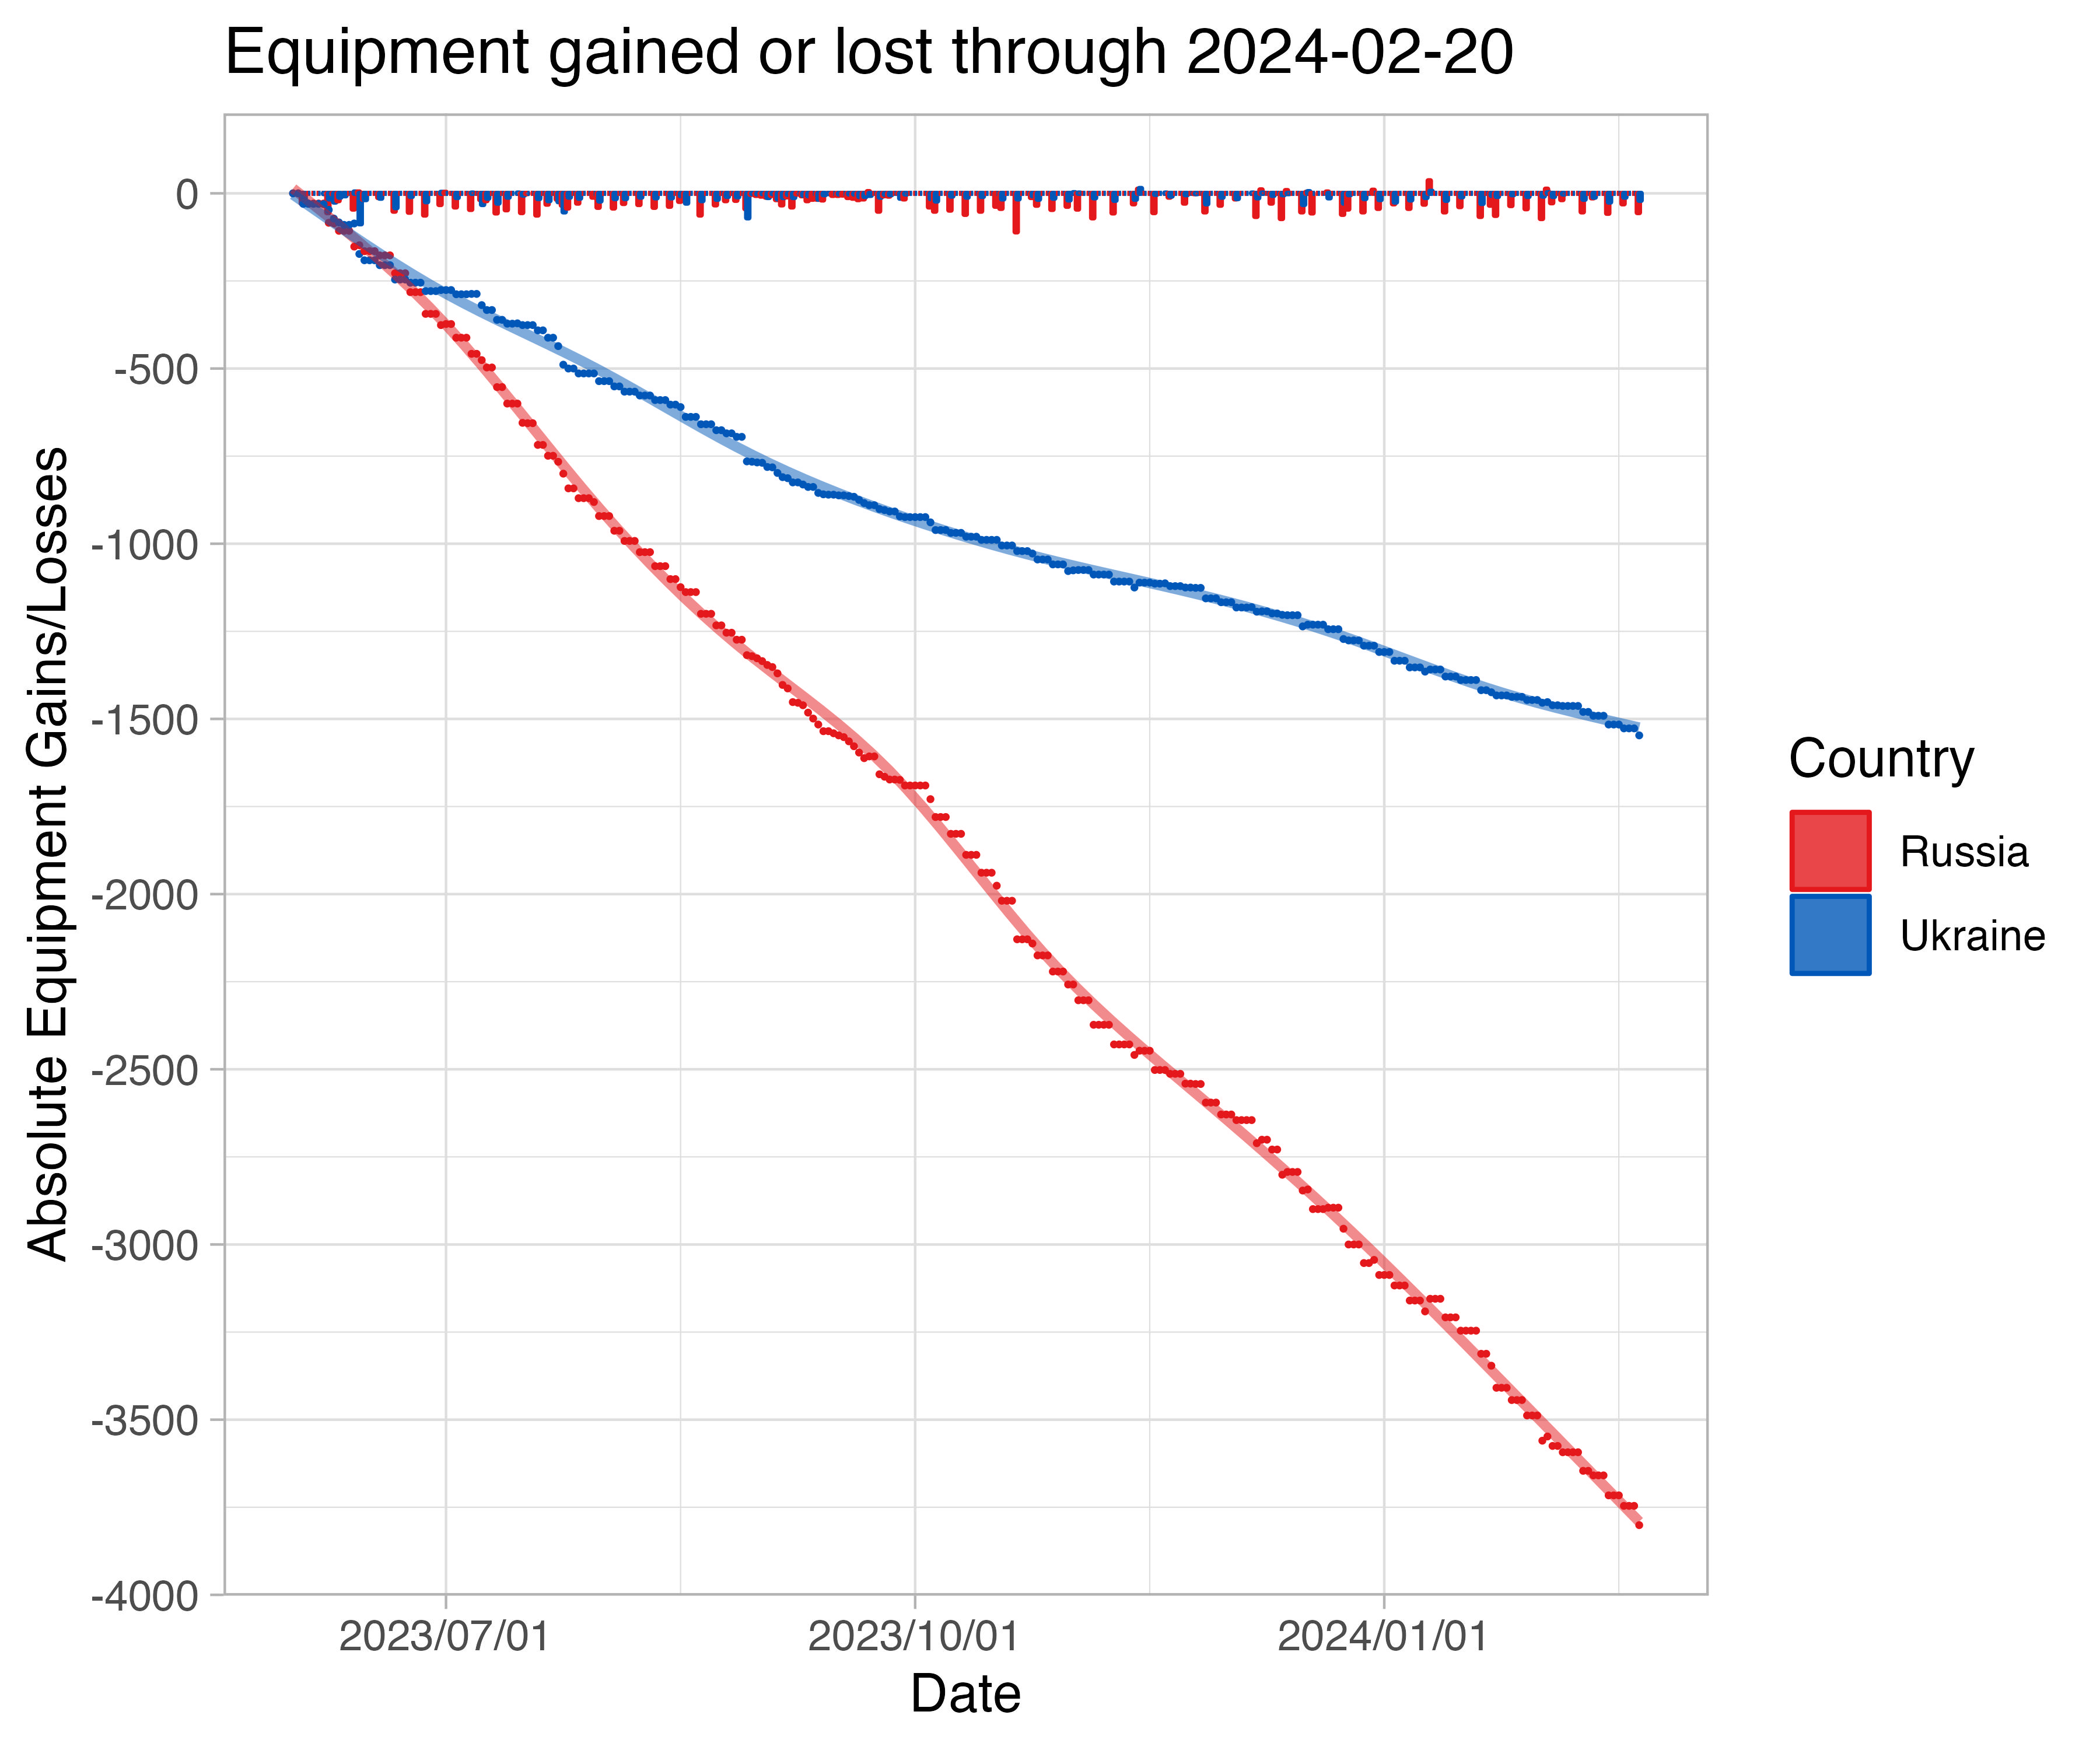 Equipment gained or lost through 2024-02-20
Absolute Equipment Gains/Losses
0
-500
-1000
-1500
-2000
-2500
-3000
-3500
-4000
2023/07/01
2023/10/01
2024/01/01
Date
Country
Russia
Ukraine